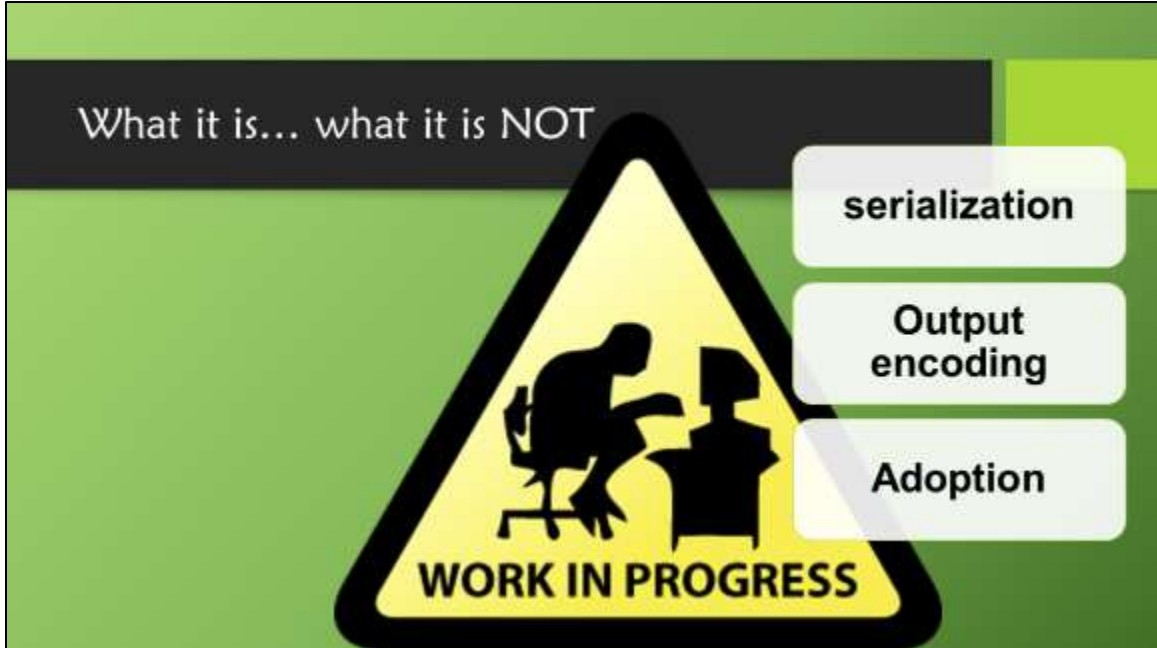 What it is... what it is NOT
serialization
Output
encoding
Adoption
WORK IN PROGRESS